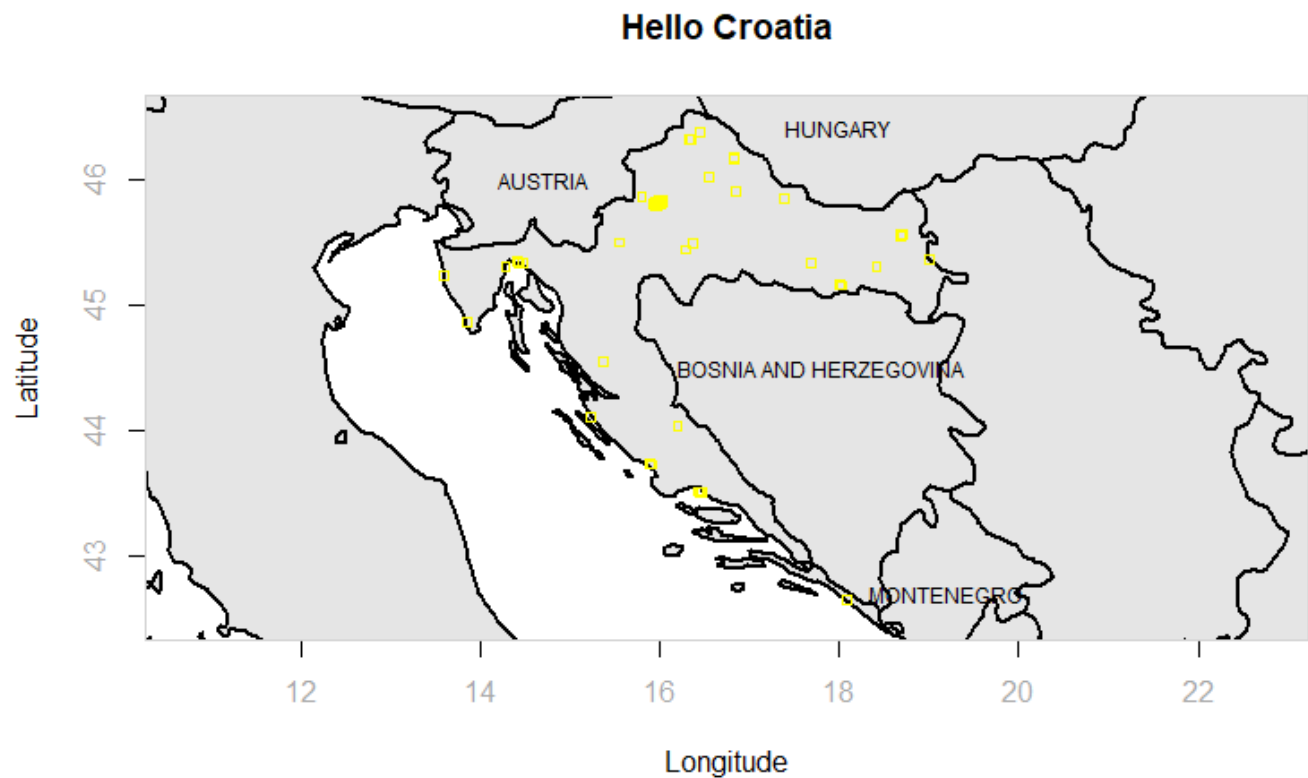 Hello Croatia
HUNGARY
AUSTRIA
BOSNIA AND HERZEGOVINA
MONTENEGRO
46
45
44
43
Latitude
12 14 16 18 20 22
Longitude